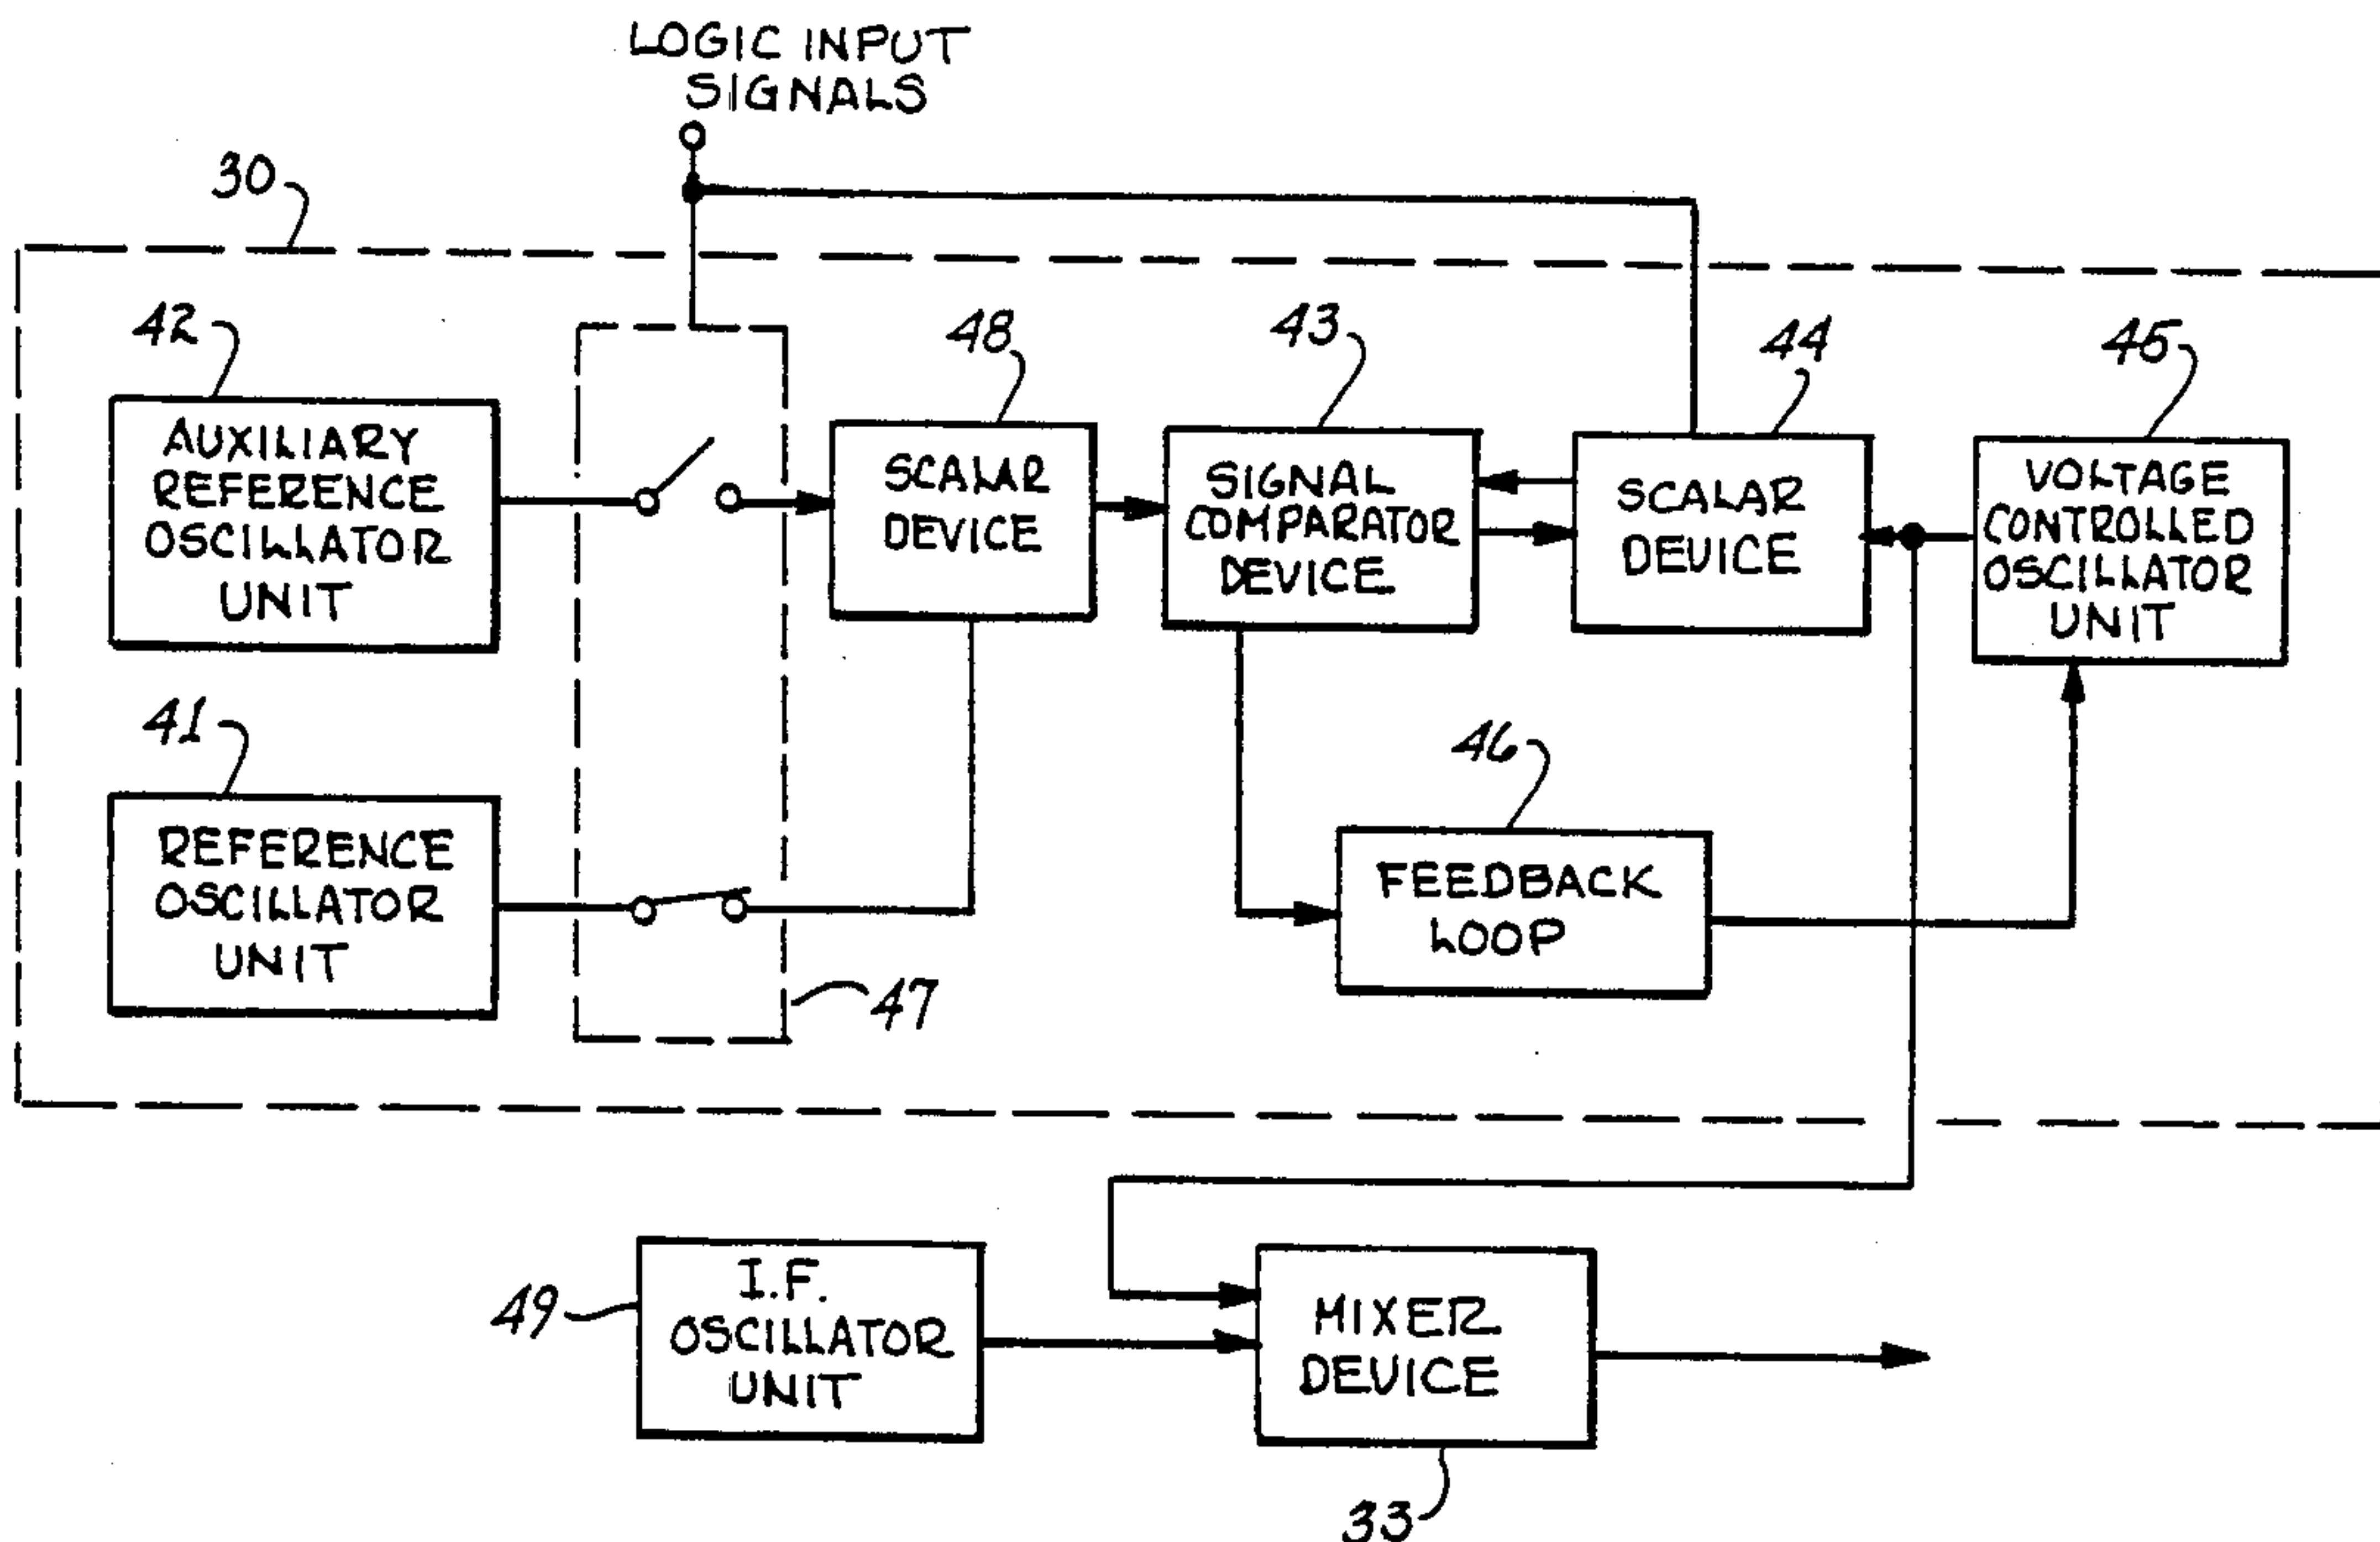 LOGIC INPUT
SIGNALS
30
42
48
43
44
45
AUXILIARY
REFERENCE
OSCILLATOR
UNIT
SCALAR
DEVICE
SIGNAL
COMPARATOR
DEVICE
SCALAR
DEVICE
VOLTAGE
CONTROLLED
OSCILLATOR
UNIT
41
46
REFERENCE
OSCILLATOR
UNIT
FEEDBACK
LOOP
47
49
I.F.
OSCILLATOR
UNIT
MIXER
DEVICE
33